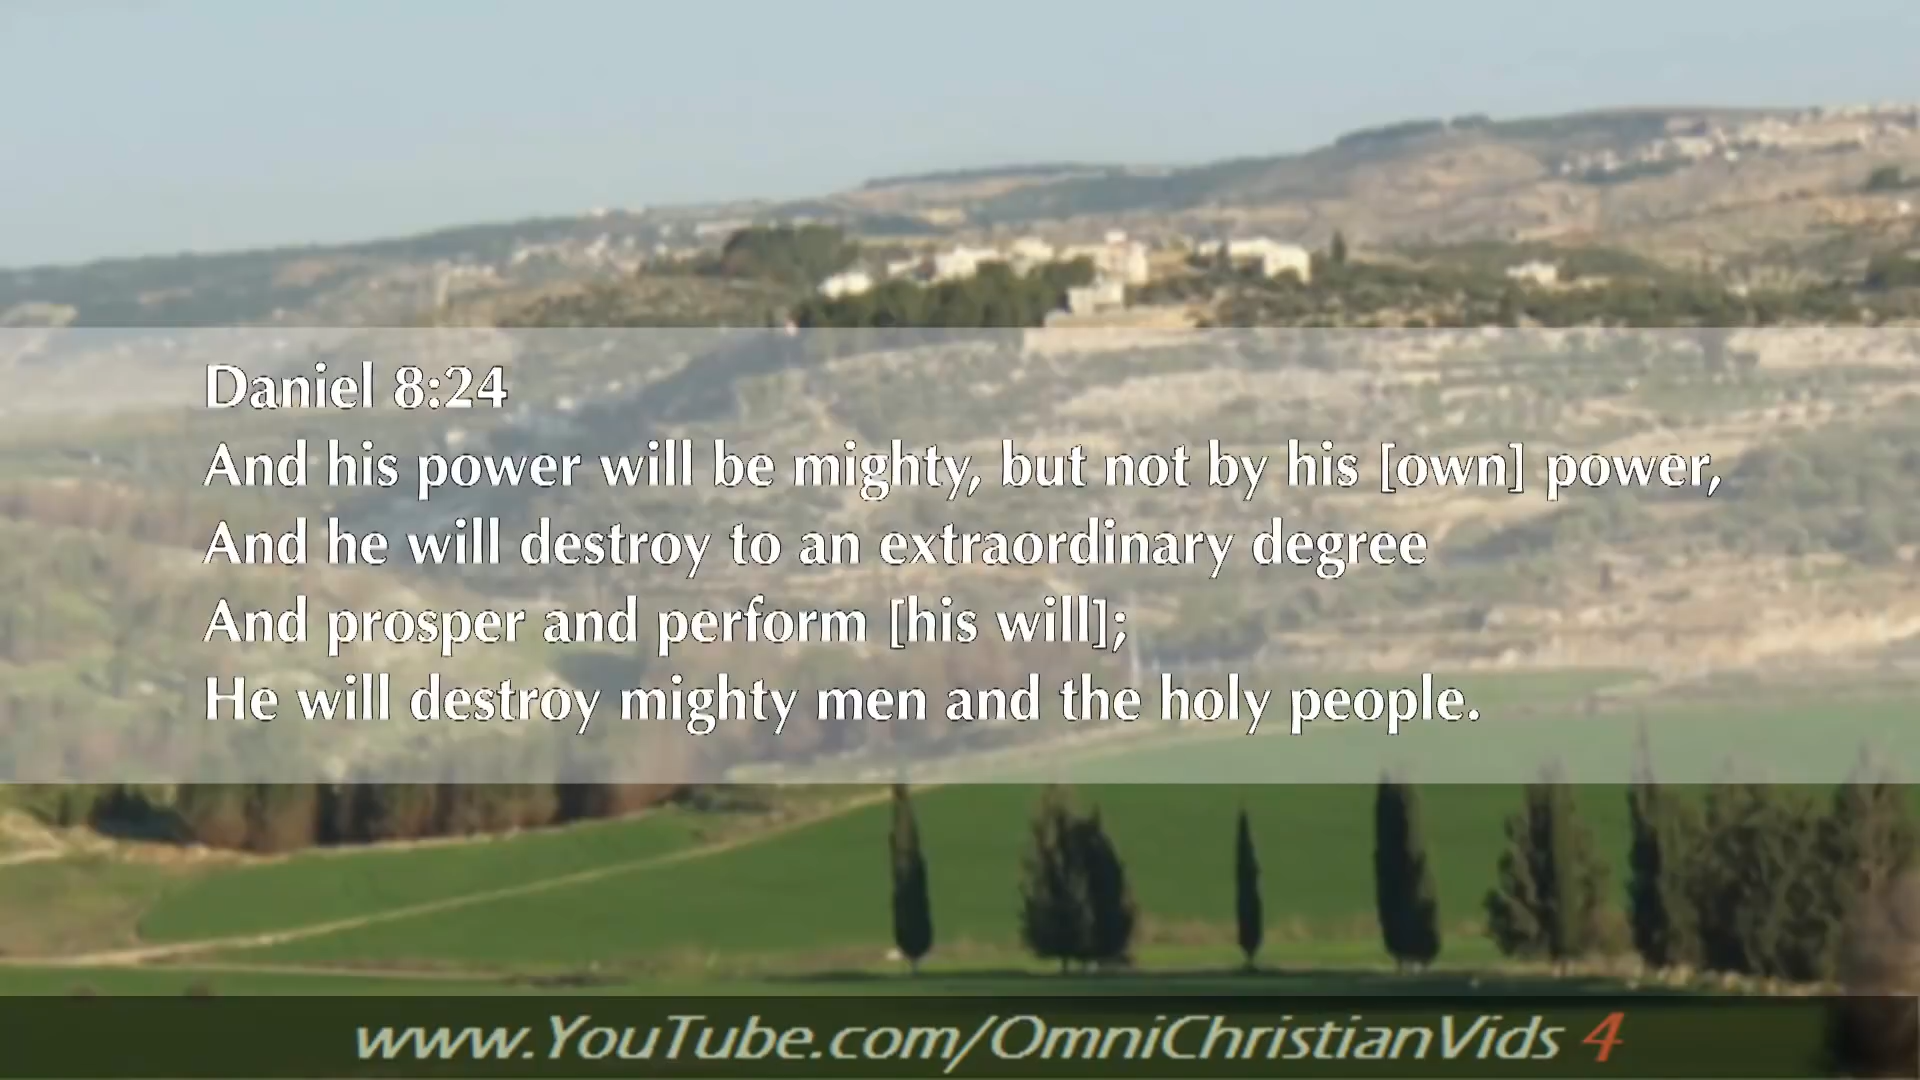 Daniel 8:24
And his power will be mighty, but not by his [own] power,
And he will destroy to an extraordinary degree
And prosper and perform [his will];
He will destroy mighty men and the holy people.
www.YouTube.com/OmniChristianVids 4